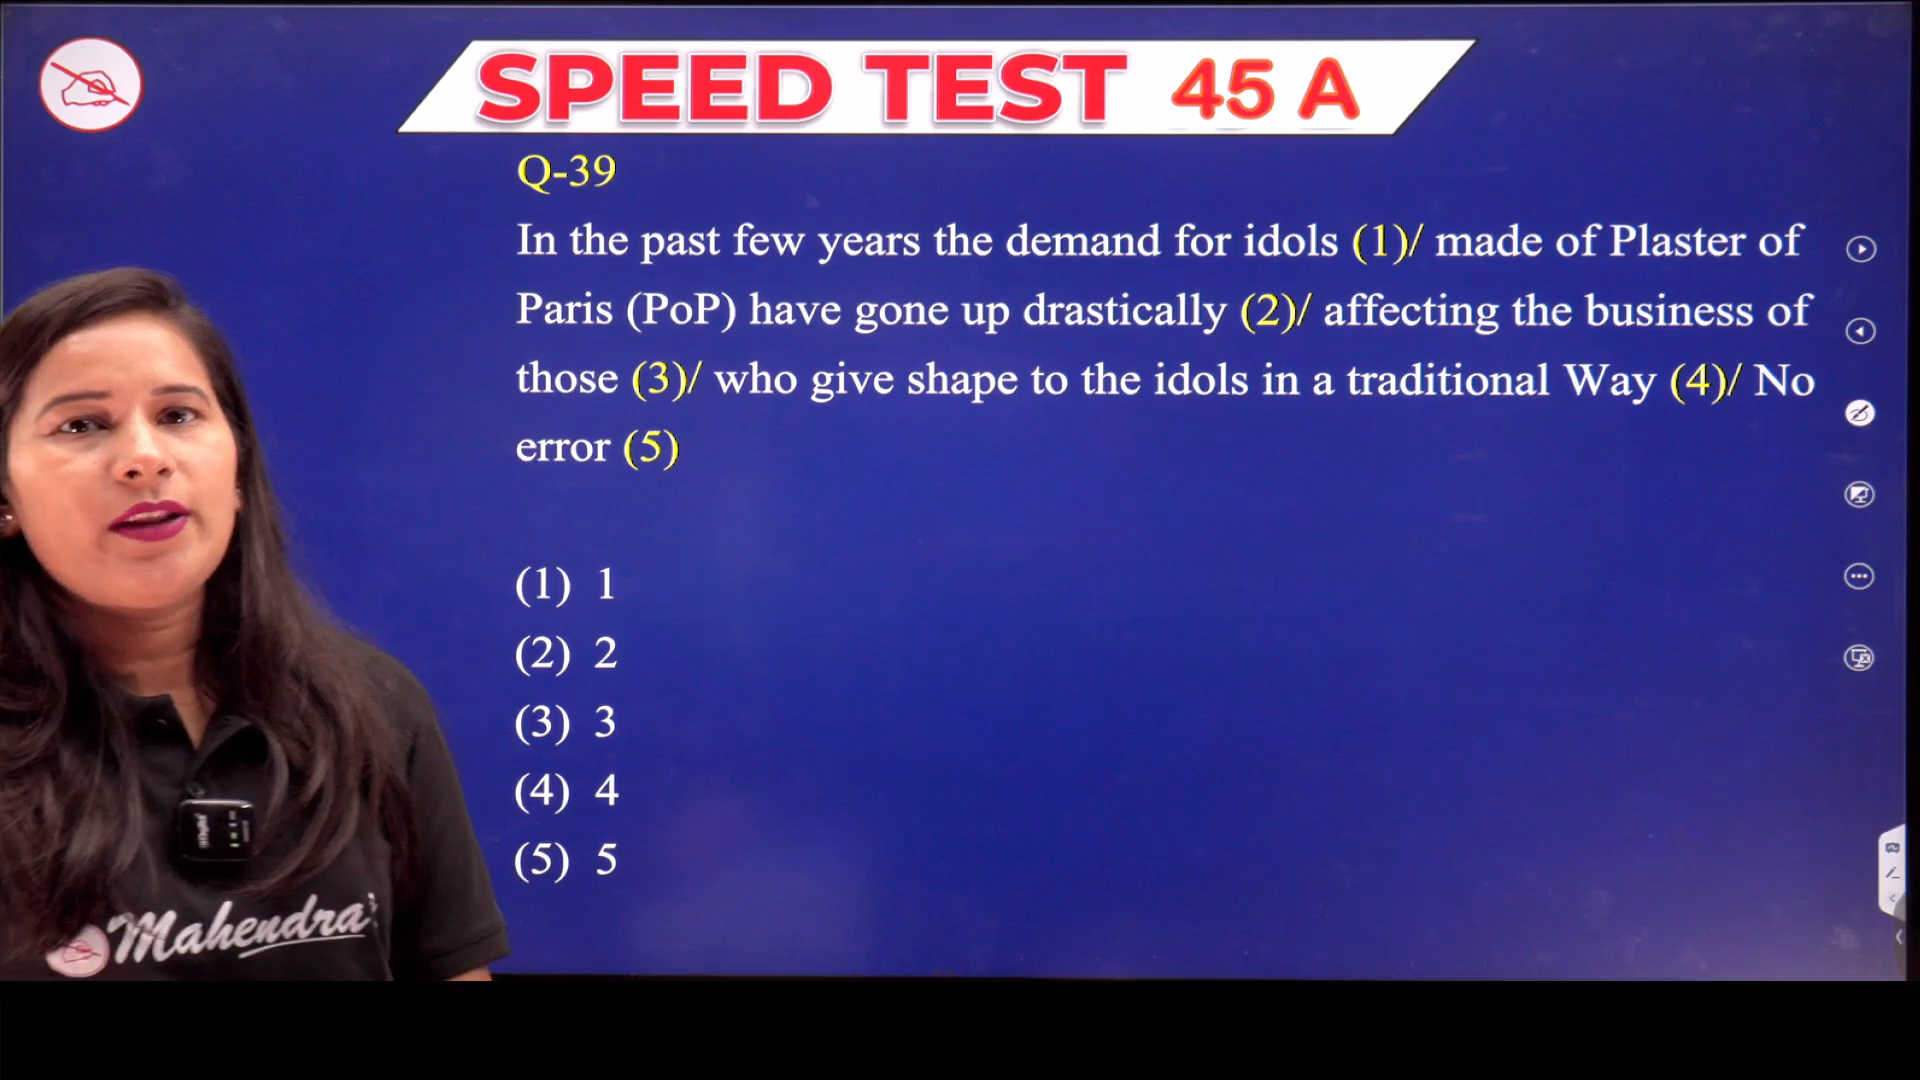 SPEED TEST 45 A
Q-39
In the past few years the demand for idols (1)/ made of Plaster of
Paris (PoP) have gone up drastically (2)/ affecting the business of
those (3)/ who give shape to the idols in a traditional Way (4)/ No
error (5)
(1) 1
(2) 2
(3) 3
(4) 4
(5) 5
Mahendra's